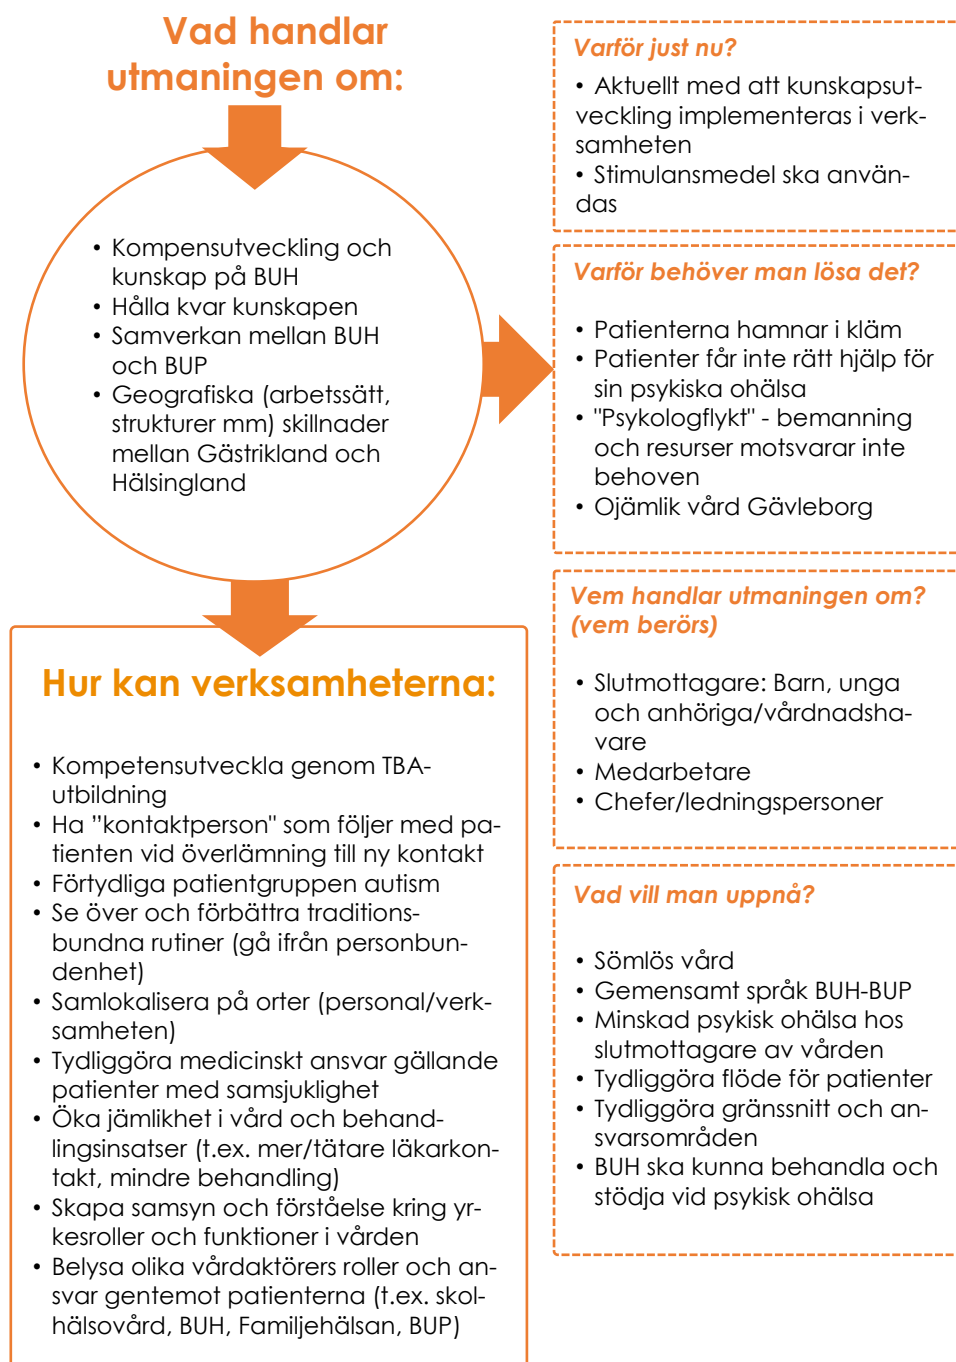 Vad handlar
utmaningen om:
• Kompensutveckling och
kunskap på BUH
• Hålla kvar kunskapen
• Samverkan mellan BUH
och BUP
• Geografiska (arbetssätt,
strukturer mm) skillnader
mellan Gästrikland och
Hälsingland
Hur kan verksamheterna:
• Kompetensutveckla genom TBA-
utbildning
• Ha ”kontaktperson" som följer med pa-
tienten vid överlämning till ny kontakt
• Förtydliga patientgruppen autism
• Se över och förbättra traditions-
bundna rutiner (gå ifrån personbun-
denhet)
• Samlokalisera på orter (personal/verk-
samheten)
• Tydliggöra medicinskt ansvar gällande
patienter med samsjuklighet
• Öka jämlikhet i vård och behand-
lingsinsatser (t.ex. mer/tätare läkarkon-
takt, mindre behandling)
• Skapa samsyn och förståelse kring yr-
kesroller och funktioner i vården
• Belysa olika vårdaktörers roller och an-
svar gentemot patienterna (t.ex. skol-
hälsovård, BUH, Familjehälsan, BUP)
Varför just nu?
• Aktuellt med att kunskapsut-
veckling implementeras i verk-
samheten
• Stimulansmedel ska använ-
das
Varför behöver man lösa det?
• Patienterna hamnar i kläm
• Patienter får inte rätt hjälp för
sin psykiska ohälsa
• "Psykologflykt" - bemanning
och resurser motsvarar inte
behoven
• Ojämlik vård Gävleborg
Vem handlar utmaningen om?
(vem berörs)
• Slutmottagare: Barn, unga
och anhöriga/vårdnadsha-
vare
• Medarbetare
• Chefer/ledningspersoner
Vad vill man uppnå?
• Sömlös vård
• Gemensamt språk BUH-BUP
• Minskad psykisk ohälsa hos
slutmottagare av vården
• Tydliggöra flöde för patienter
• Tydliggöra gränssnitt och an-
svarsområden
• BUH ska kunna behandla och
stödja vid psykisk ohälsa